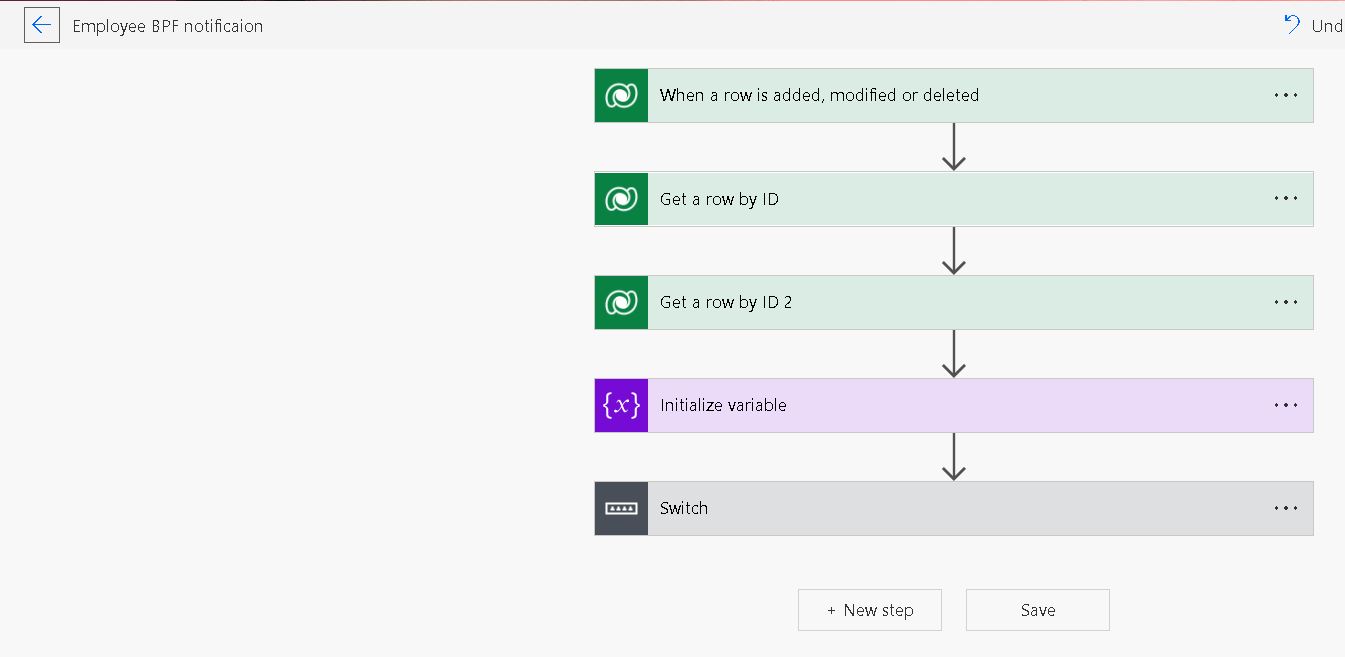 Employee BPF notificaion
Und
When a row is added, modified or deleted
Get a row by ID
Get a row by ID 2
{x} Initialize variable
Switch
+ New step
Save